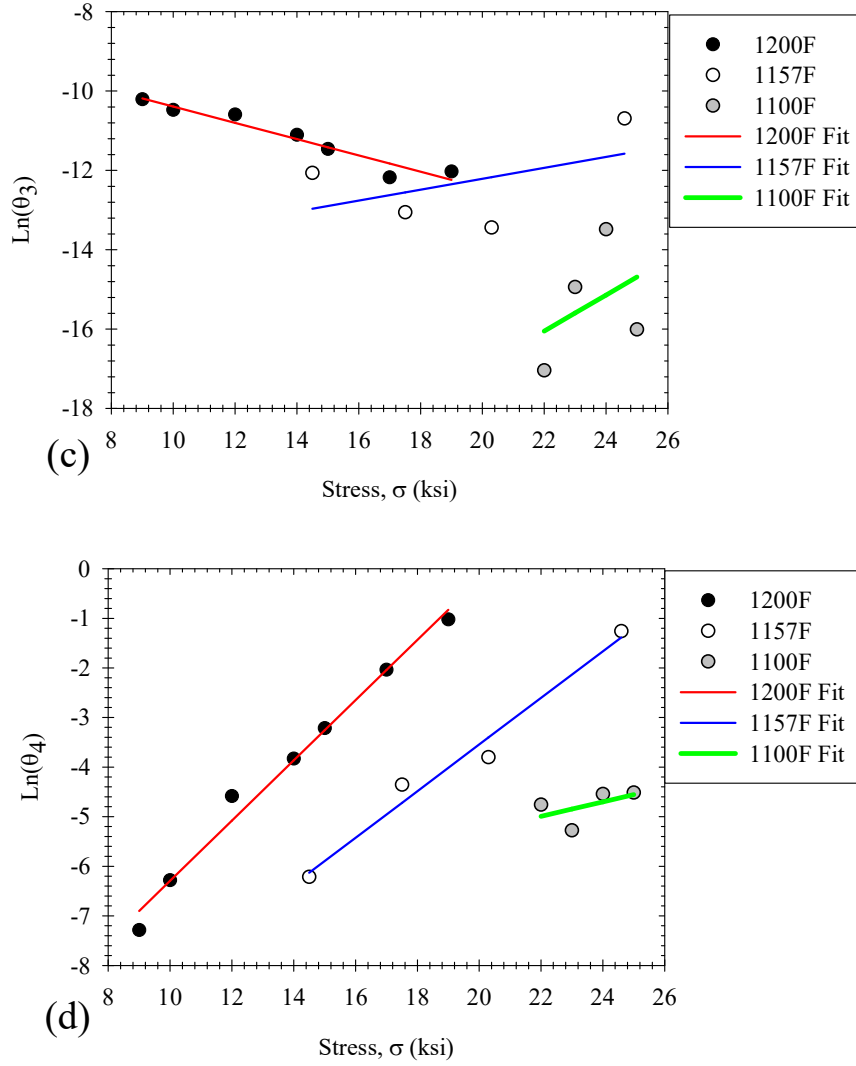 -8
-10
-12
-14
-16
-18
Ln(θ3)
8 10 12 14 16 18 20 22 24 26
Stress, σ (ksi)
(c)
1200F
1157F
1100F
1200F Fit
1157F Fit
1100F Fit
0
-1
-2
-3
-4
-5
-6
-7
-8
Ln(θ4)
8 10 12 14 16 18 20 22 24 26
Stress, σ (ksi)
(d)
1200F
1157F
1100F
1200F Fit
1157F Fit
1100F Fit